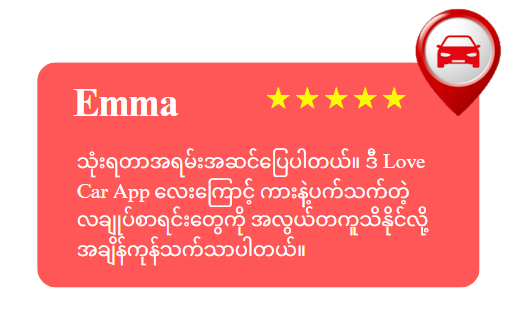 Emma
သုံးရတာအရမ်းအဆင်ပြေပါတယ်။ ဒီ Love
Car App လေးကြောင့် ကားနဲ့ပက်သက်တဲ့
လချုပ်စာရင်းတွေကို အလွယ်တကူသိနိုင်လို့
အချိန်ကုန်သက်သာပါတယ်။